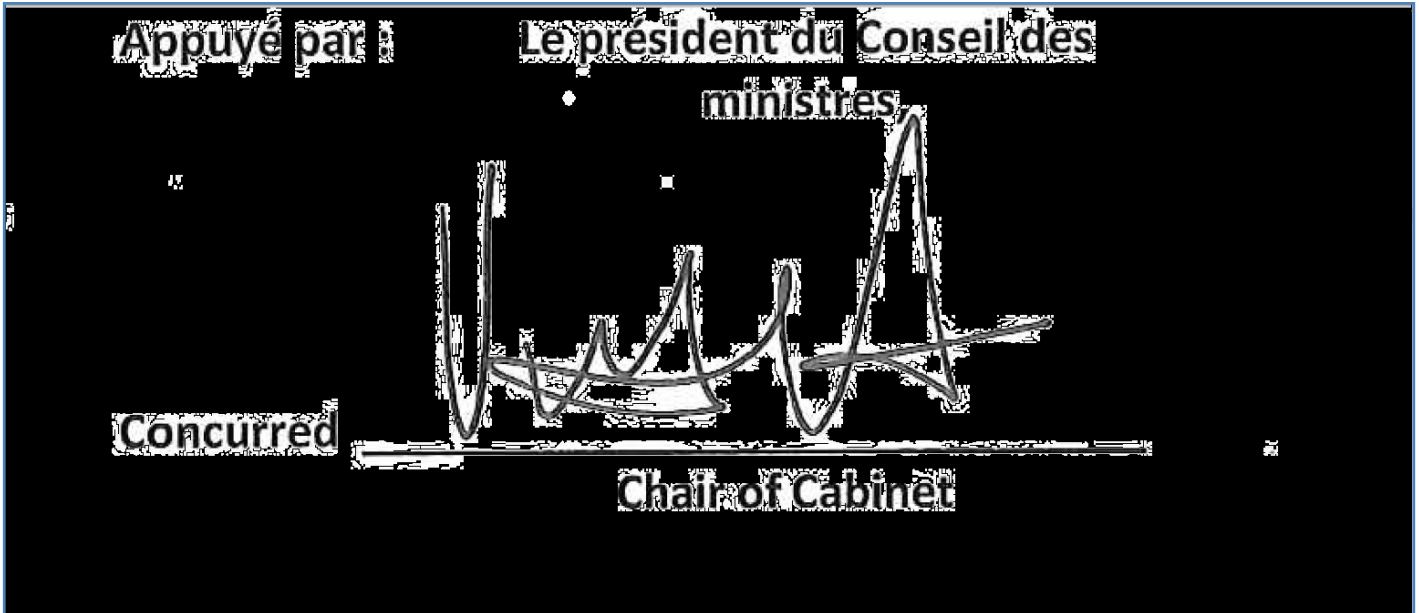 Appuyé par : Le président du Conseil des
ministres,
Concurred
Chair of Cabinet